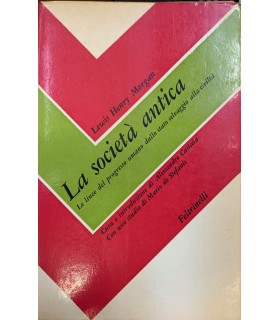 Lewis Henry Morgan
La società antica
Le linee del progresso umano dallo stato selvaggio alla civiltà
Cura e introduzione di Alessandro Casiccia
Con uno studio di Mario de Stefanis
Feltrinelli